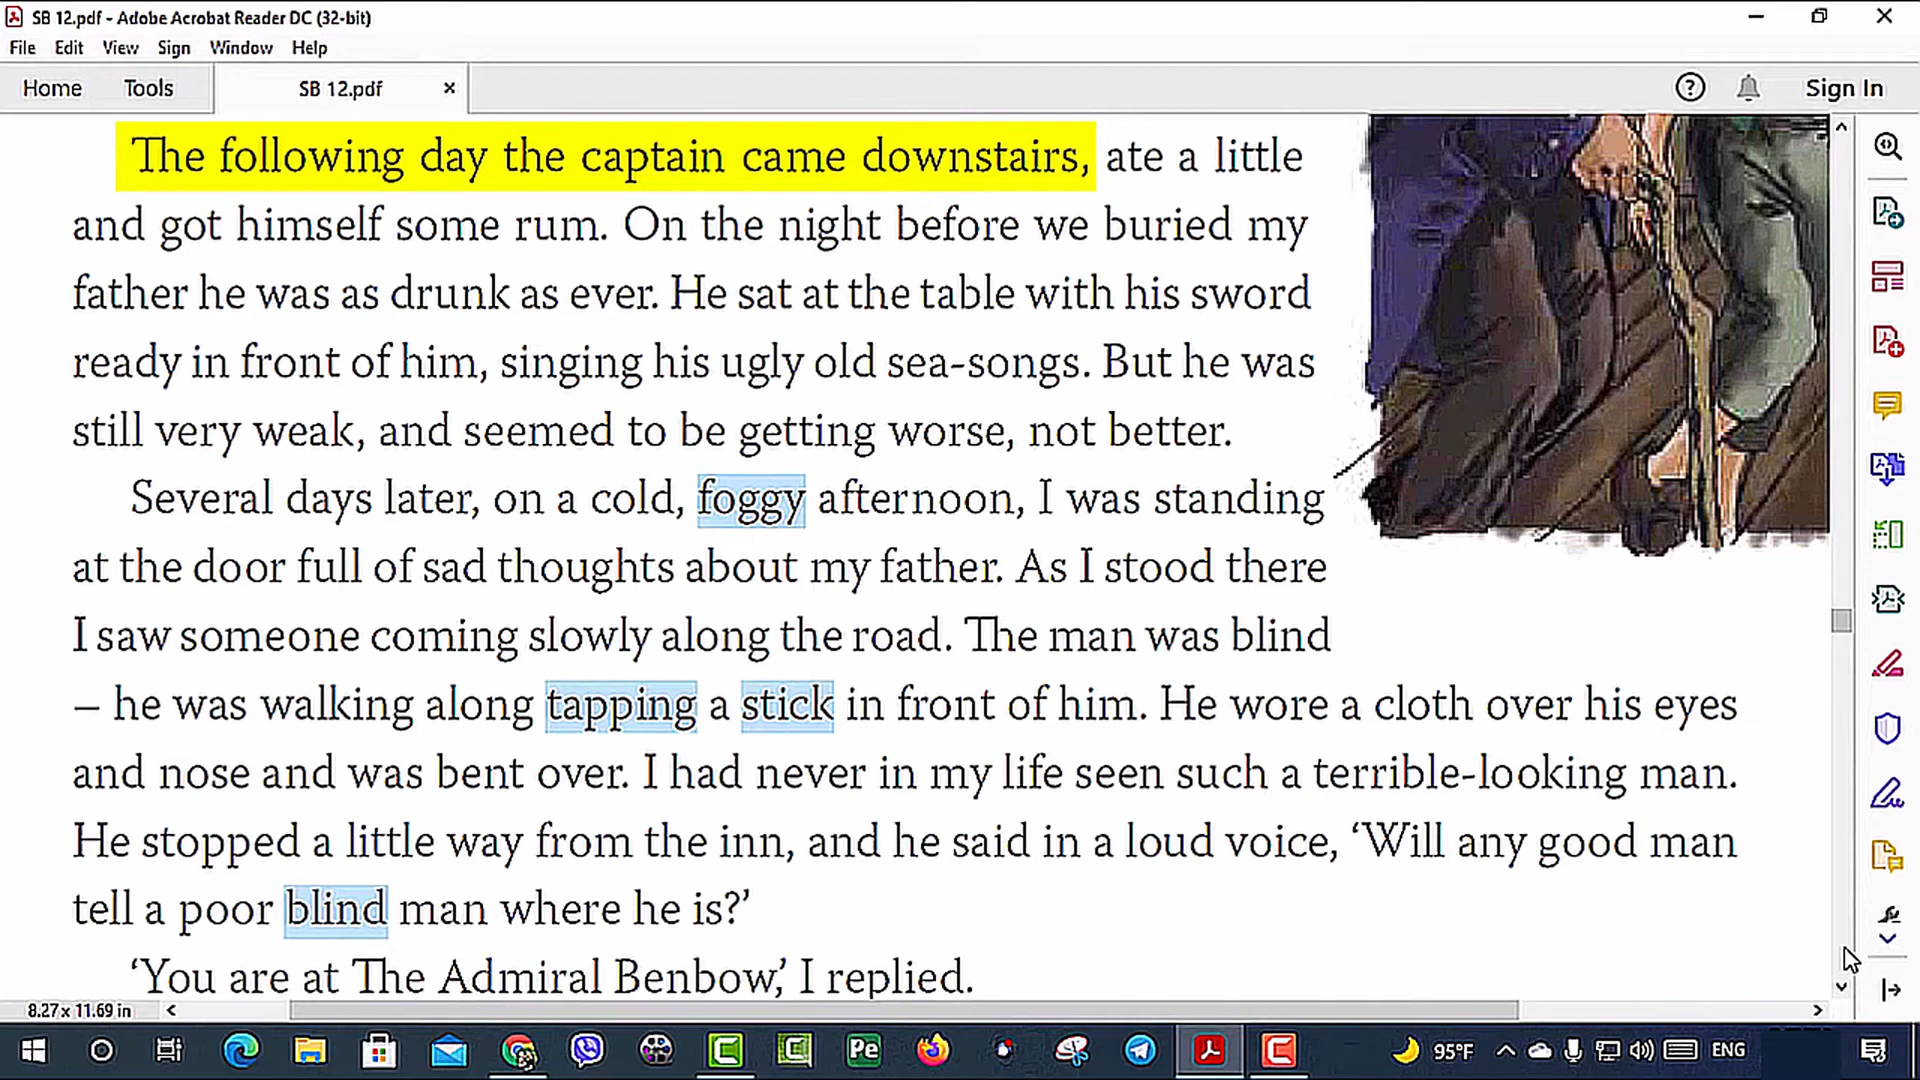 SB 12.pdf - Adobe Acrobat Reader DC (32-bit)
File Edit View Sign Window Help
Home Tools SB 12.pdf × Sign In
The following day the captain came downstairs, ate a little
and got himself some rum. On the night before we buried my
father he was as drunk as ever. He sat at the table with his sword
ready in front of him, singing his ugly old sea-songs. But he was
still very weak, and seemed to be getting worse, not better.
Several days later, on a cold, foggy afternoon, I was standing
at the door full of sad thoughts about my father. As I stood there
I saw someone coming slowly along the road. The man was blind
– he was walking along tapping a stick in front of him. He wore a cloth over his eyes
and nose and was bent over. I had never in my life seen such a terrible-looking man.
He stopped a little way from the inn, and he said in a loud voice, ‘Will any good man
tell a poor blind man where he is?’
‘You are at The Admiral Benbow,’ I replied.
8.27 x 11.69 in
Pe 95°F ENG